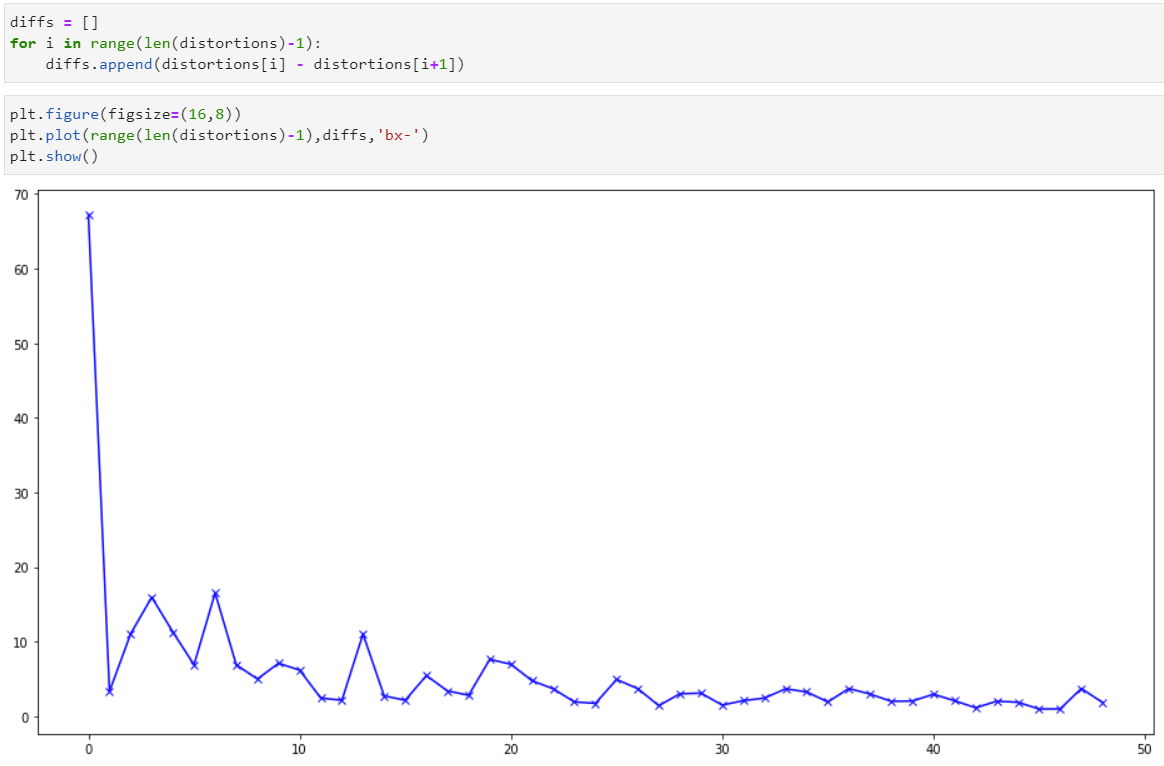 diffs = []
for i in range(len(distortions)-1):
    diffs.append(distortions[i] - distortions[i+1])
plt.figure(figsize=(16,8))
plt.plot(range(len(distortions)-1),diffs,'bx-')
plt.show()
70
60
50
40
30
20
10
0
0 10 20 30 40 50